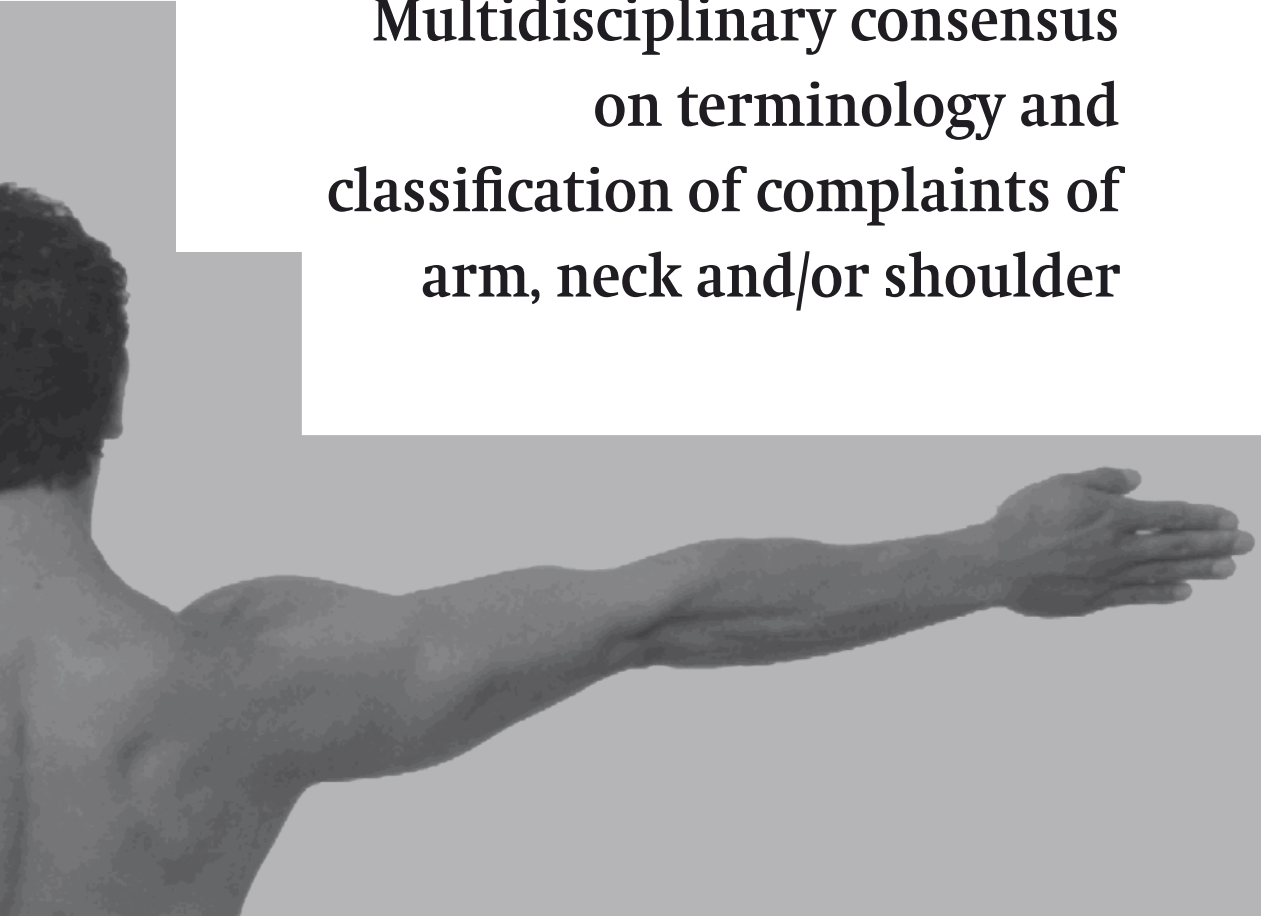 Multidisciplinary consensus
on terminology and
classification of complaints of
arm, neck and/or shoulder